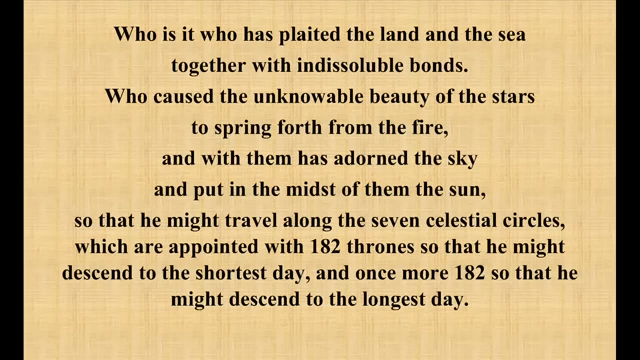 Who is it who has plaited the land and the sea
together with indissoluble bonds.
Who caused the unknowable beauty of the stars
to spring forth from the fire,
and with them has adorned the sky
and put in the midst of them the sun,
so that he might travel along the seven celestial circles,
which are appointed with 182 thrones so that he might
descend to the shortest day, and once more 182 so that he
might descend to the longest day.